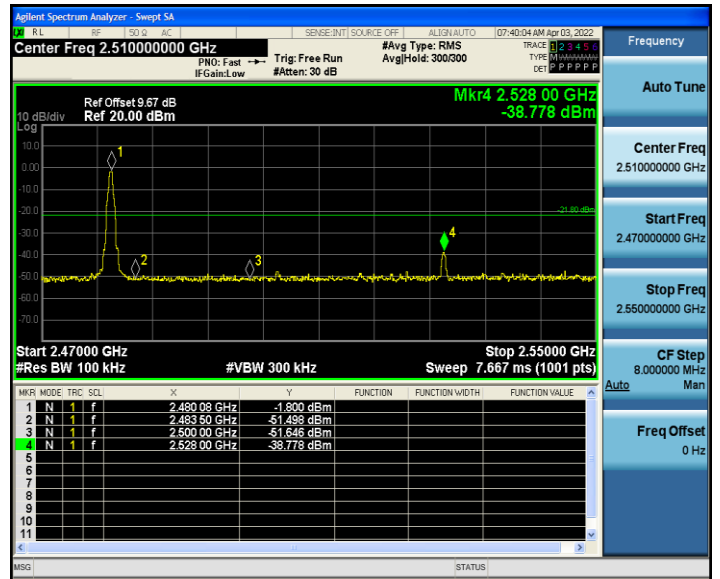 Agilent Spectrum Analyzer - Swept SA
RL RF 50 Ω AC SENSE:INT SOURCE OFF ALIGNAUTO 07:40:04 AM Apr 03, 2022
Center Freq 2.510000000 GHz #Avg Type: RMS TRACE 1 2 3 4 5 6
PNO: Fast Trig: Free Run Avg|Hold: 300/300 TYPE M
IFGain:Low #Atten: 30 dB DET P P P P P P
Frequency
Auto Tune
Center Freq
2.510000000 GHz
Start Freq
2.470000000 GHz
Stop Freq
2.550000000 GHz
CF Step
8.000000 MHz
Auto Man
Freq Offset
0 Hz
Mkr4 2.528 00 GHz
-38.778 dBm
Ref Offset 9.67 dB
10 dB/div Ref 20.00 dBm
Log
10.0
0.00
-10.0
-20.0
-30.0
-40.0
-50.0
-60.0
-70.0
-21.80 dBm
1
2
3
4
Start 2.47000 GHz Stop 2.55000 GHz
#Res BW 100 kHz #VBW 300 kHz Sweep 7.667 ms (1001 pts)
MKR MODE TRC SCL X Y FUNCTION FUNCTION WIDTH FUNCTION VALUE
1 N 1 f 2.480 08 GHz -1.800 dBm
2 N 1 f 2.483 50 GHz -51.498 dBm
3 N 1 f 2.500 00 GHz -51.646 dBm
4 N 1 f 2.528 00 GHz -38.778 dBm
5
6
7
8
9
10
11
MSG STATUS